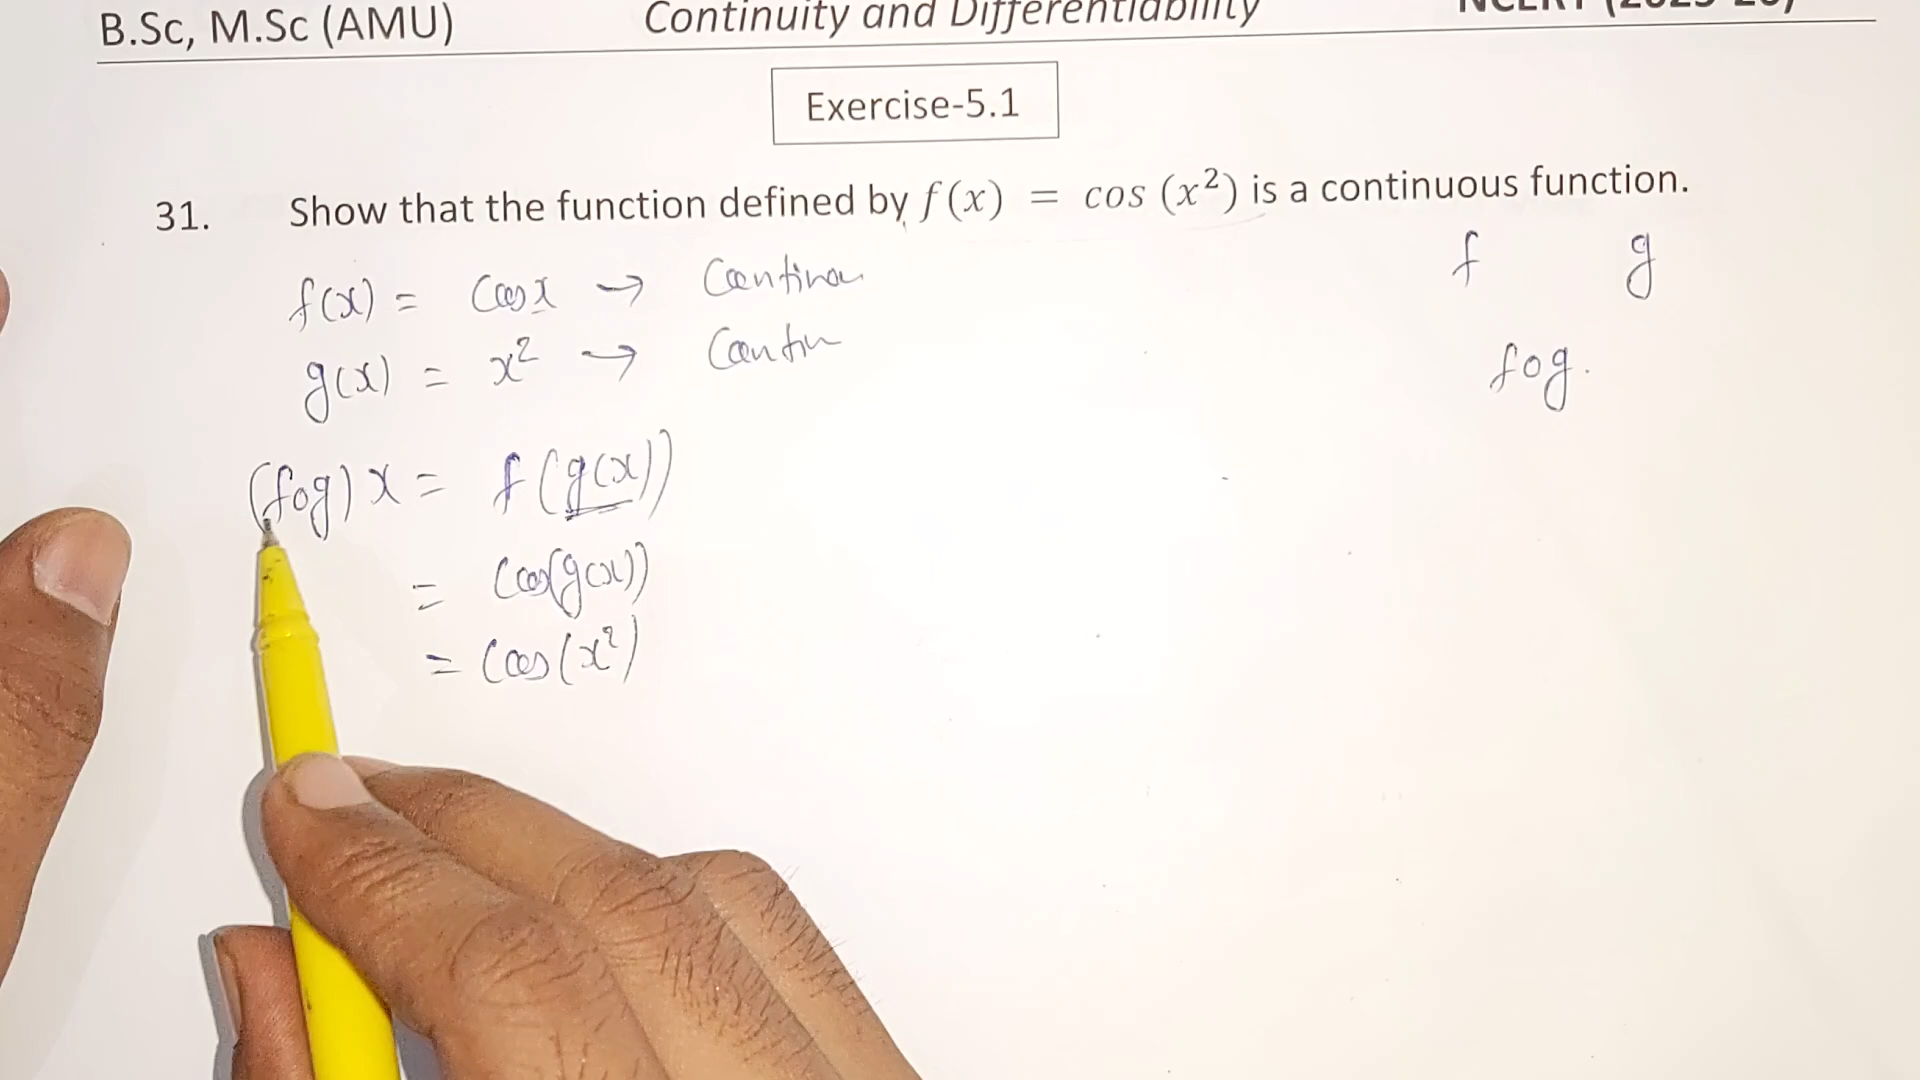 B.Sc, M.Sc (AMU) Continuity and Differentiability
Exercise-5.1
31. Show that the function defined by f(x) = cos (x²) is a continuous function.
f g
f(x) = Cos x → Continou
g(x) = x² → Contin
fog.
(fog) x = f(g(x))
= Cos(g(x))
= Cos(x²)